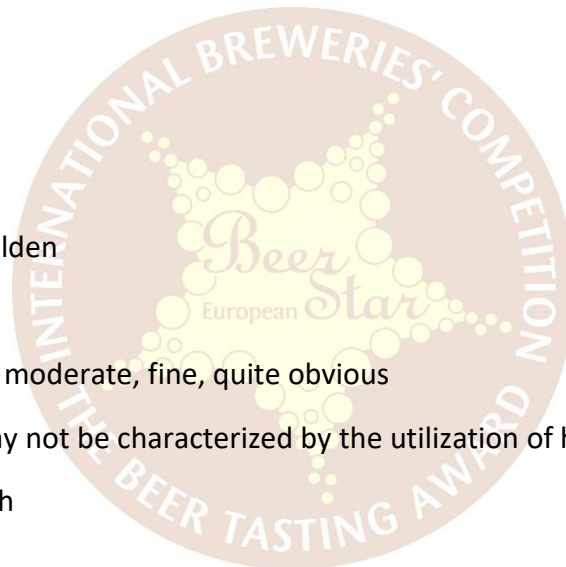 INTERNATIONAL BREWERIES' COMPETITION
lden
Beer
European Star
moderate, fine, quite obvious
y not be characterized by the utilization of h
h
THE BEER TASTING AWARD